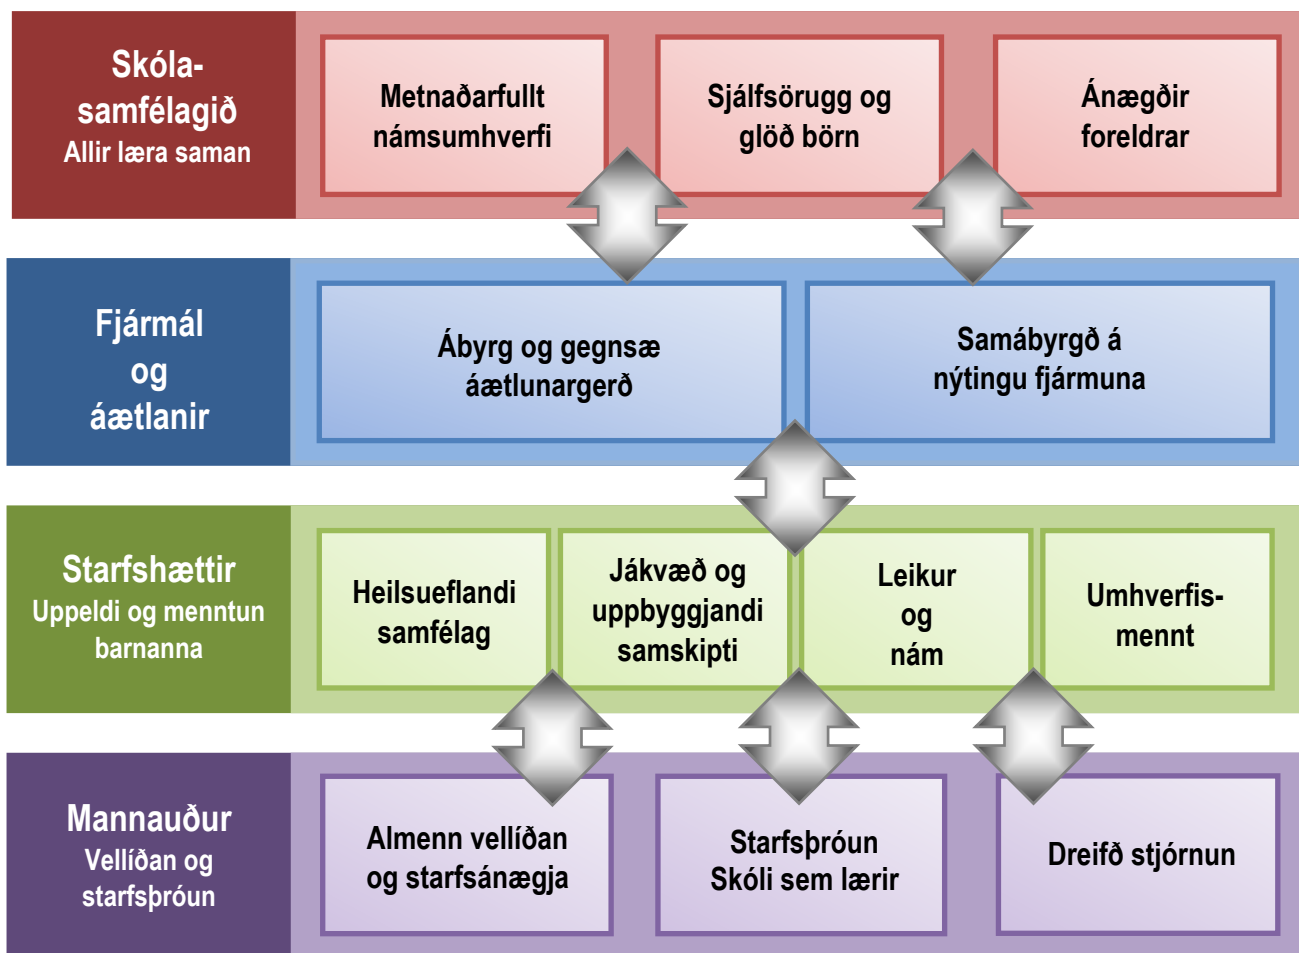 Skóla-
samfélagið
Allir læra saman
Metnaðarfullt
námsumhverfi
Sjálfsörugg og
glöð börn
Ánægðir
foreldrar
Fjármál
og
áætlanir
Ábyrg og gegnsæ
áætlunargerð
Samábyrgð á
nýtingu fjármuna
Starfshættir
Uppeldi og menntun
barnanna
Heilsueflandi
samfélag
Jákvæð og
uppbyggjandi
samskipti
Leikur
og
nám
Umhverfis-
mennt
Mannauður
Vellíðan og
starfsþróun
Almenn vellíðan
og starfsánægja
Starfsþróun
Skóli sem lærir
Dreifð stjórnun